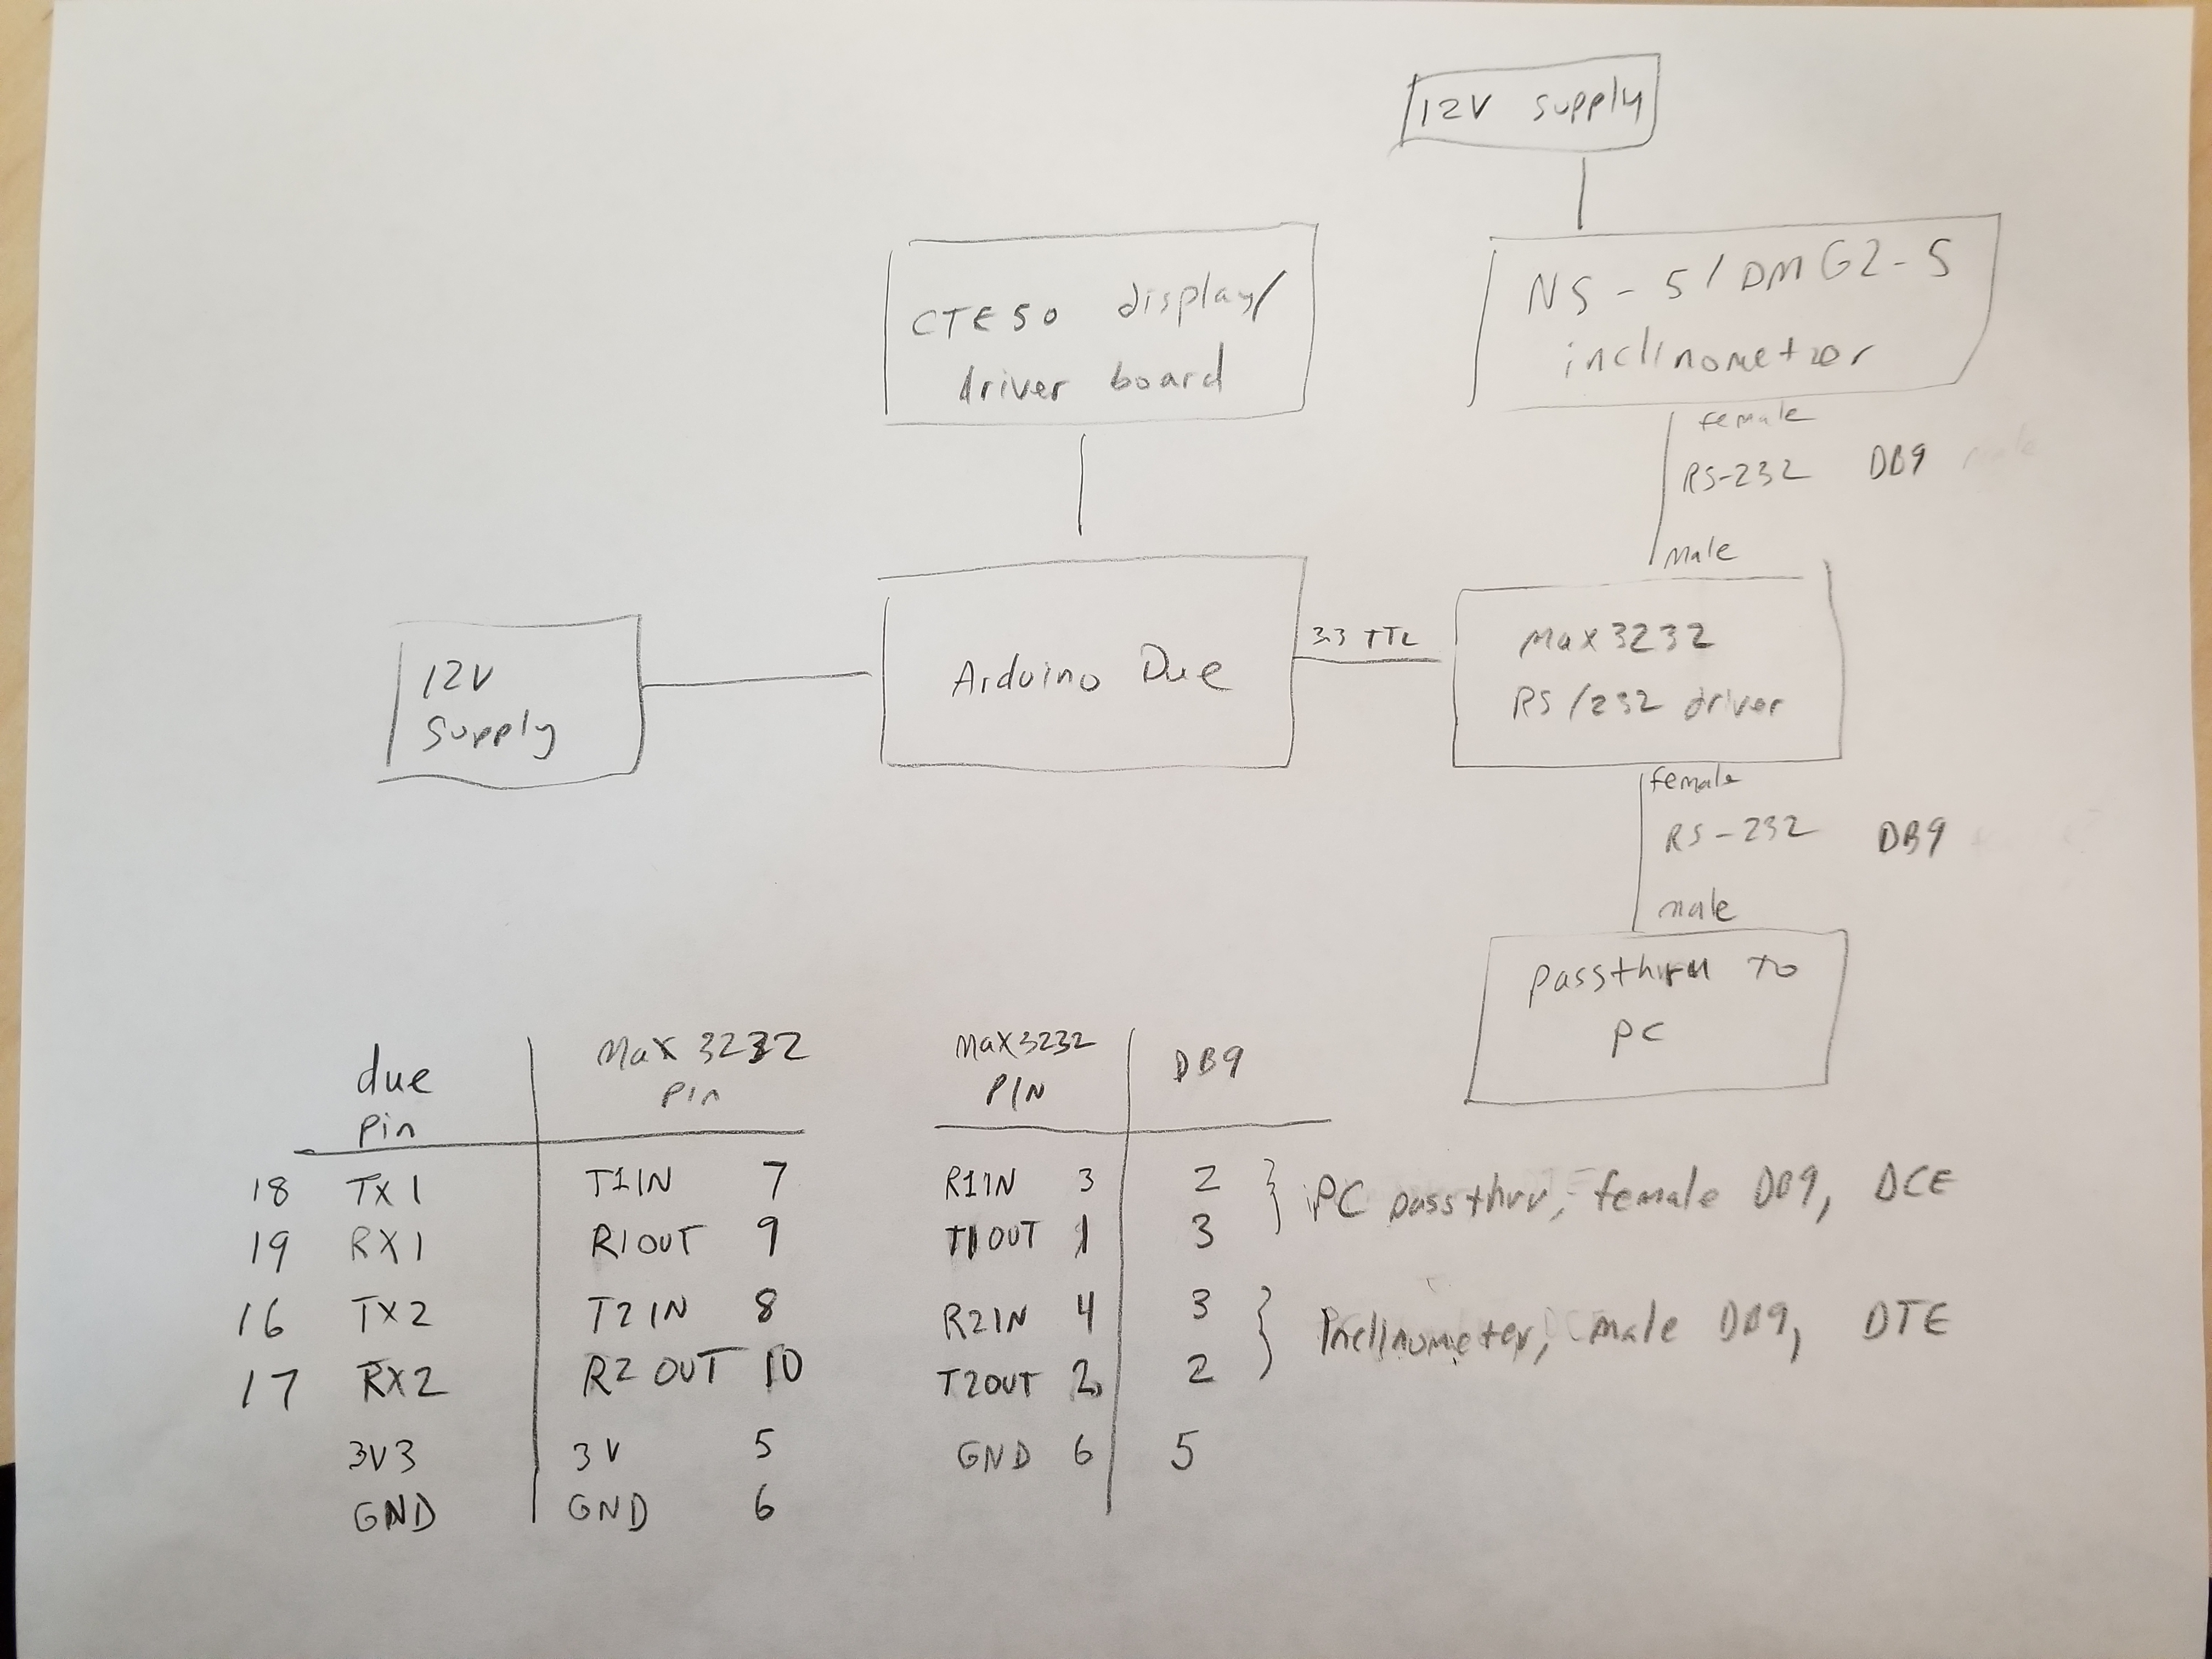 12V supply
CTE50 display/
driver board
NS-5/DMG2-5
inclinometer
female
RS-232 DB9 male
male
12V
supply
Arduino Due
3.3 TTL
Max3232
RS/232 driver
female
RS-232 DB9
male
passthru to
PC
due
pin
Max3232
pin
18 TX1 T1IN 7
19 RX1 R1OUT 9
16 TX2 T2IN 8
17 RX2 R2OUT 10
3V3 3V 5
GND GND 6
MAX3232
PIN
DB9
R1IN 3 2
T1OUT 1 3
PC passthru, female DB9, DCE
R2IN 4 3
T2OUT 2 2
Inclinometer, male DB9, DTE
GND 6 5